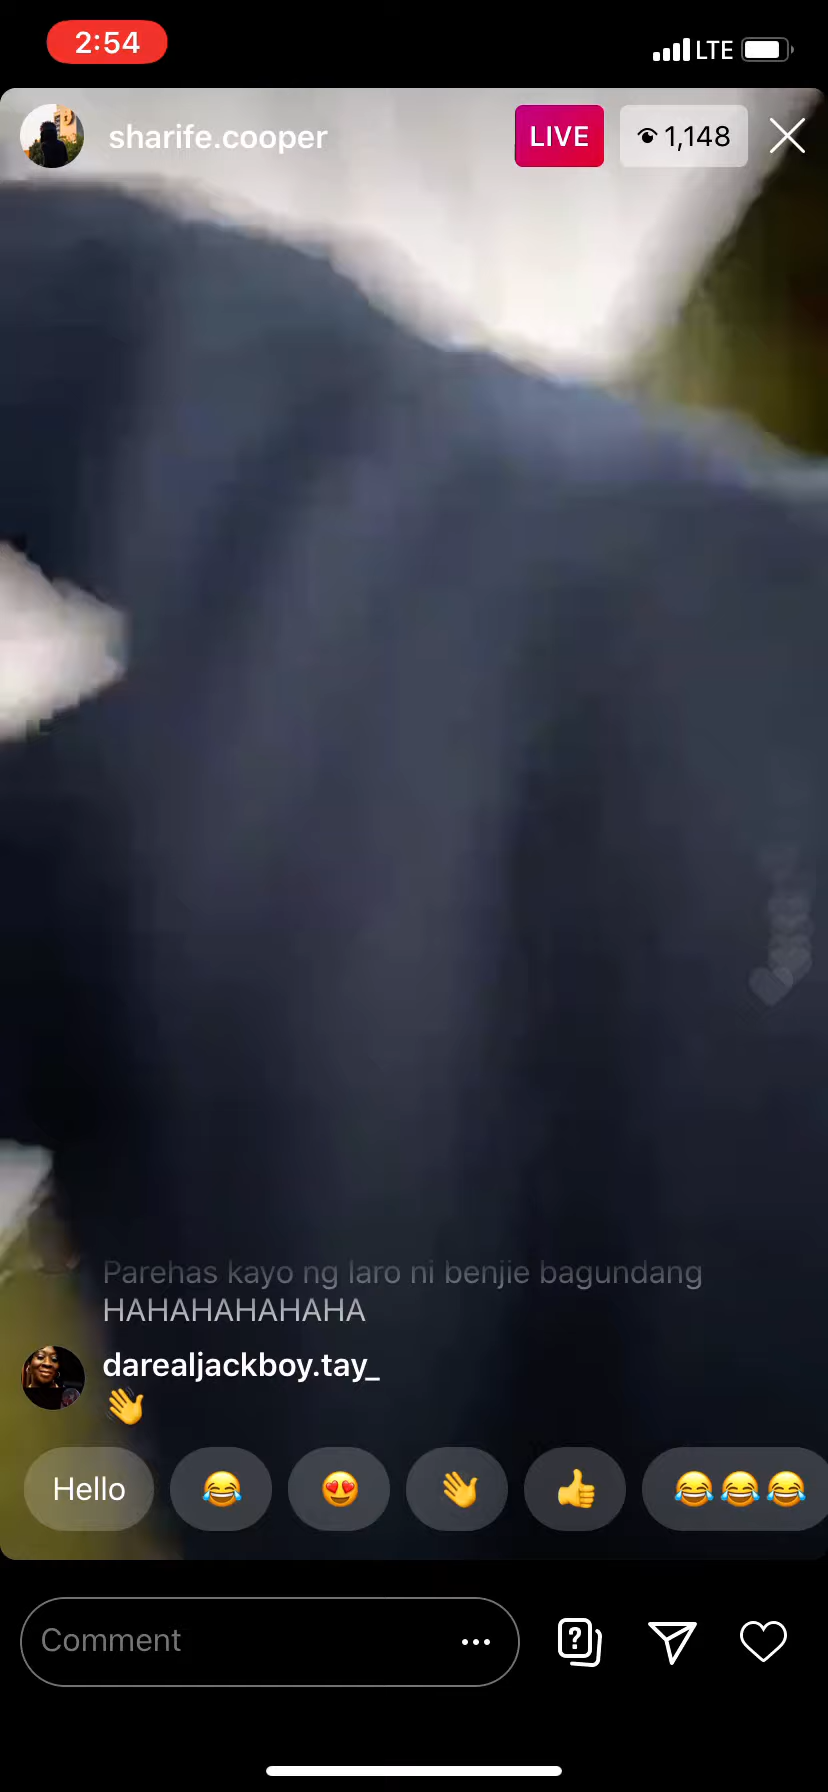 2:54
LTE
sharife.cooper
LIVE
1,148
Parehas kayo ng laro ni benjie bagundang
HAHAHAHAHAHA
darealjackboy.tay_
👋
Hello 😂 😍 👋 👍 😂😂😂
Comment